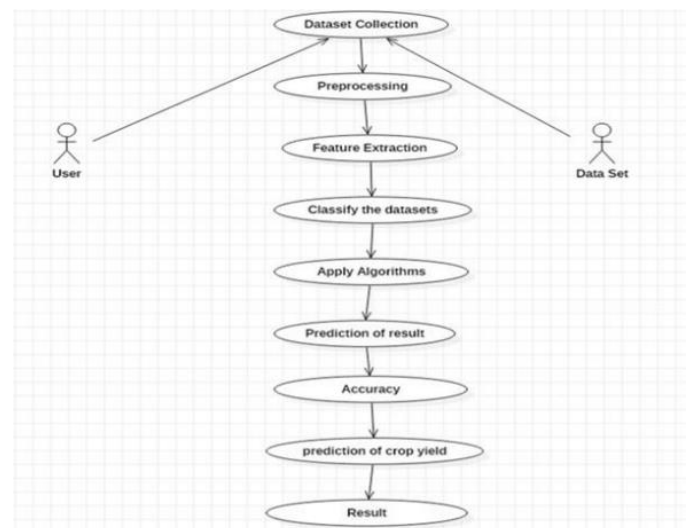 Dataset Collection
Preprocessing
Feature Extraction
User
Data Set
Classify the datasets
Apply Algorithms
Prediction of result
Accuracy
prediction of crop yield
Result